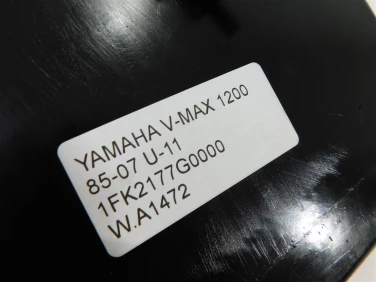 YAMAHA V-MAX 1200
85-07 U-11
1FK2177G0000
W.A1472